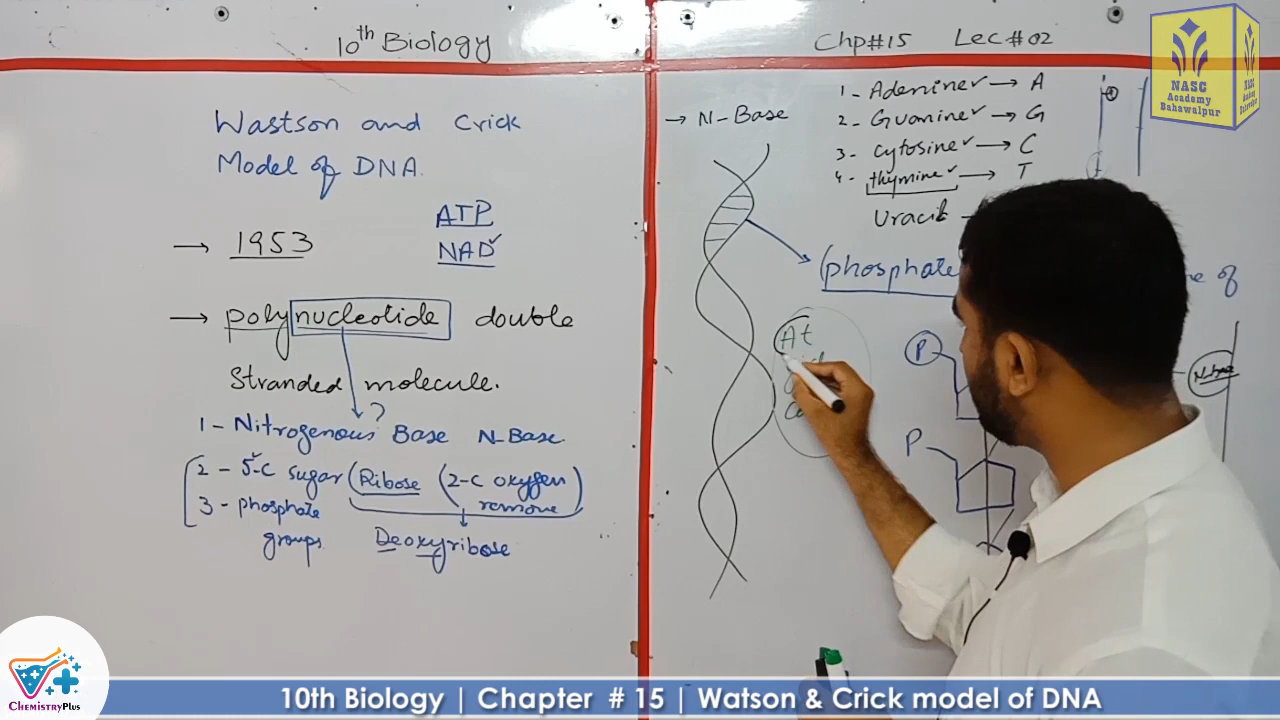 10th Biology
Chp#15 Lec#02
NASC
Academy
Bahawalpur
Wastson and Crick
Model of DNA.
→ 1953
ATP
NAD
→ polynucleotide double
Stranded molecule.
?
1- Nitrogenous Base N-Base
2- 5-C sugar (Ribose (2-C oxygen
remove)
3- phosphate
groups
Deoxyribose
→ N-Base
1- Adenine → A
2- Guanine → G
3- cytosine → C
4- thymine → T
Uracil
(phosphate
of
At
P
N-base
P
ChemistryPlus
10th Biology | Chapter # 15 | Watson & Crick model of DNA